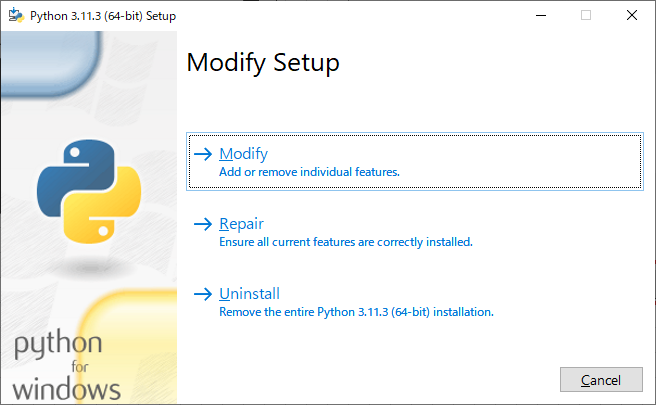 Python 3.11.3 (64-bit) Setup
Modify Setup
Modify
Add or remove individual features.
Repair
Ensure all current features are correctly installed.
Uninstall
Remove the entire Python 3.11.3 (64-bit) installation.
python
for
windows
Cancel